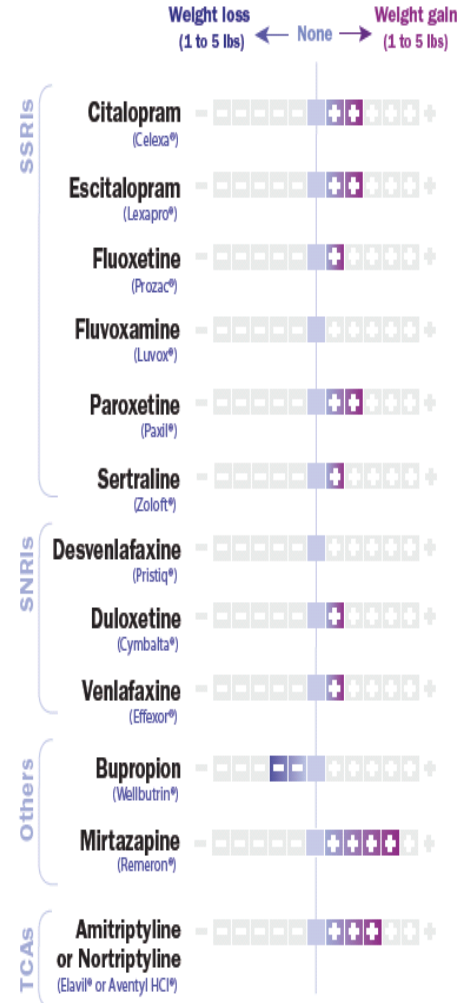 Weight loss
(1 to 5 lbs)
None
Weight gain
(1 to 5 lbs)
SSRIs
Citalopram
(Celexa®)
Escitalopram
(Lexapro®)
Fluoxetine
(Prozac®)
Fluvoxamine
(Luvox®)
Paroxetine
(Paxil®)
Sertraline
(Zoloft®)
SNRIs
Desvenlafaxine
(Pristiq®)
Duloxetine
(Cymbalta®)
Venlafaxine
(Effexor®)
Others
Bupropion
(Wellbutrin®)
Mirtazapine
(Remeron®)
TCAs
Amitriptyline
or Nortriptyline
(Elavil® or Aventyl HCl®)